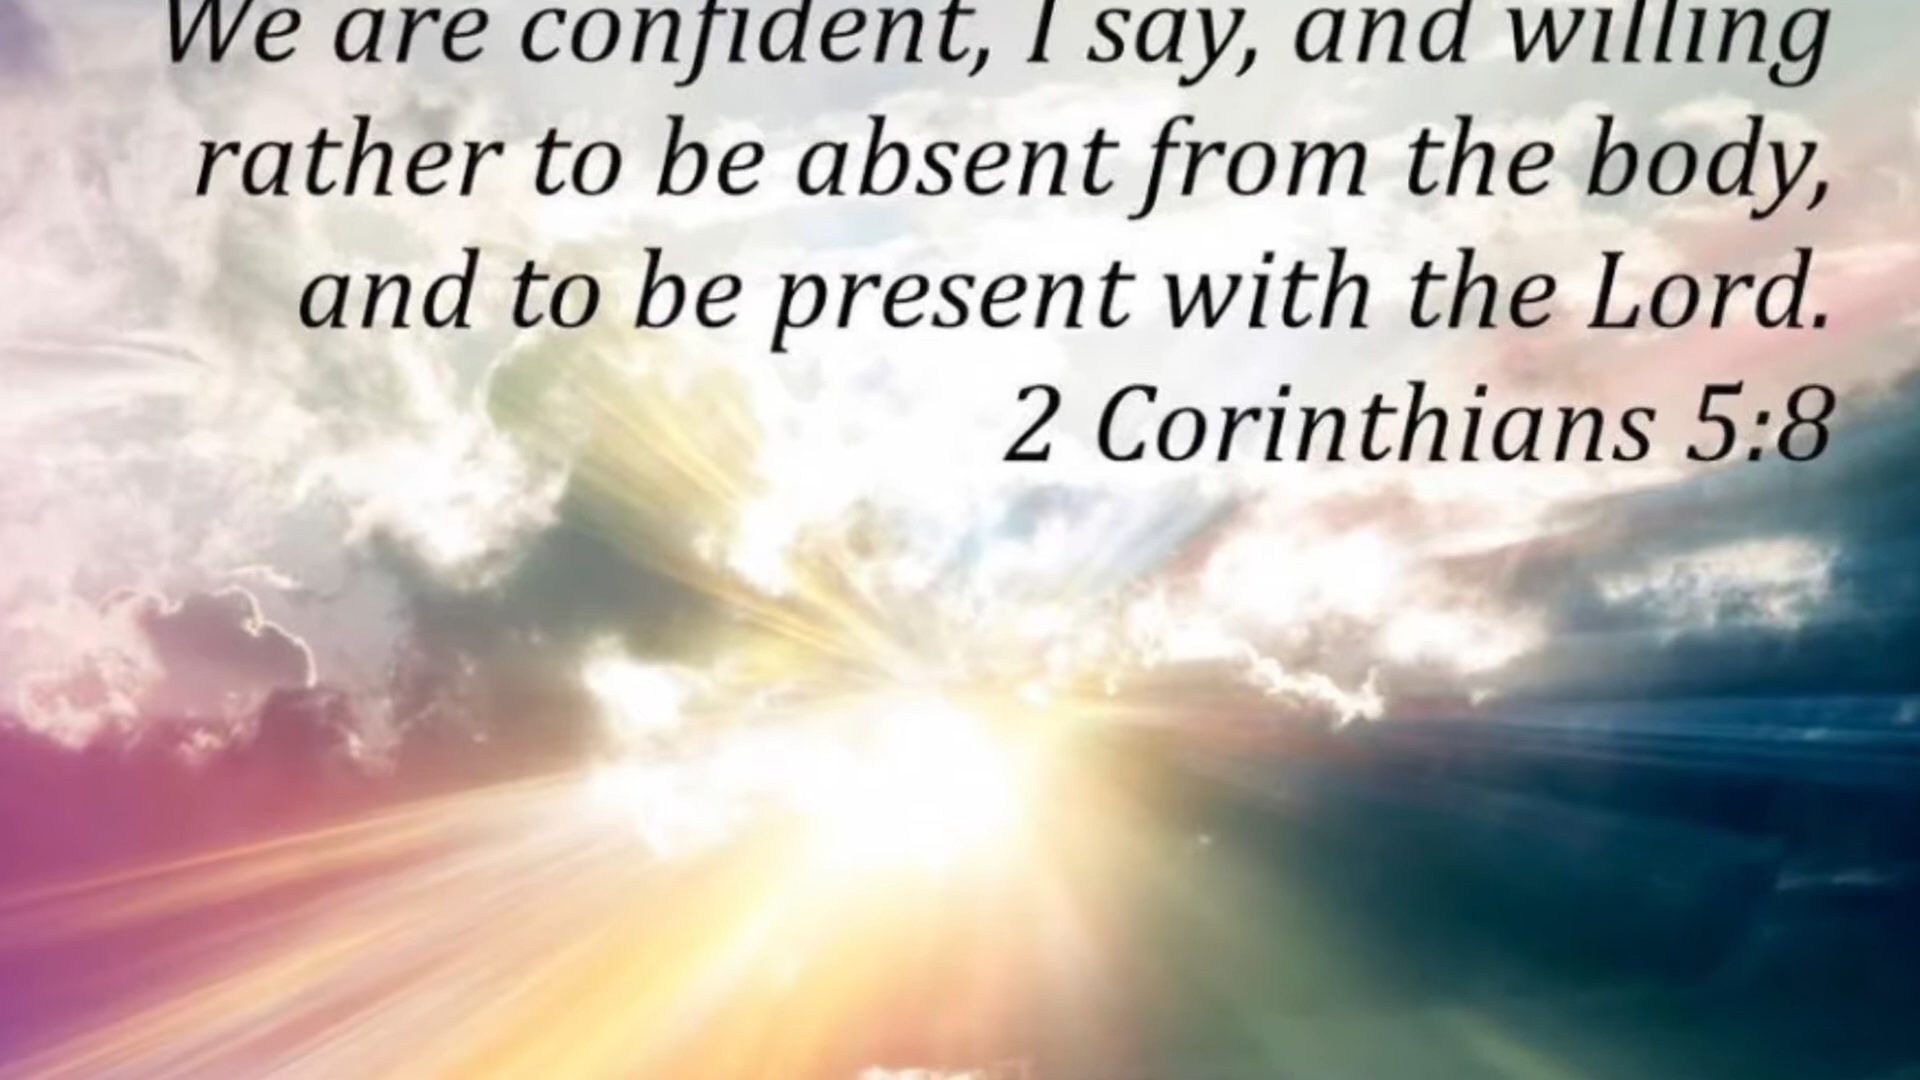 We are confident, I say, and willing
rather to be absent from the body,
and to be present with the Lord.
2 Corinthians 5:8